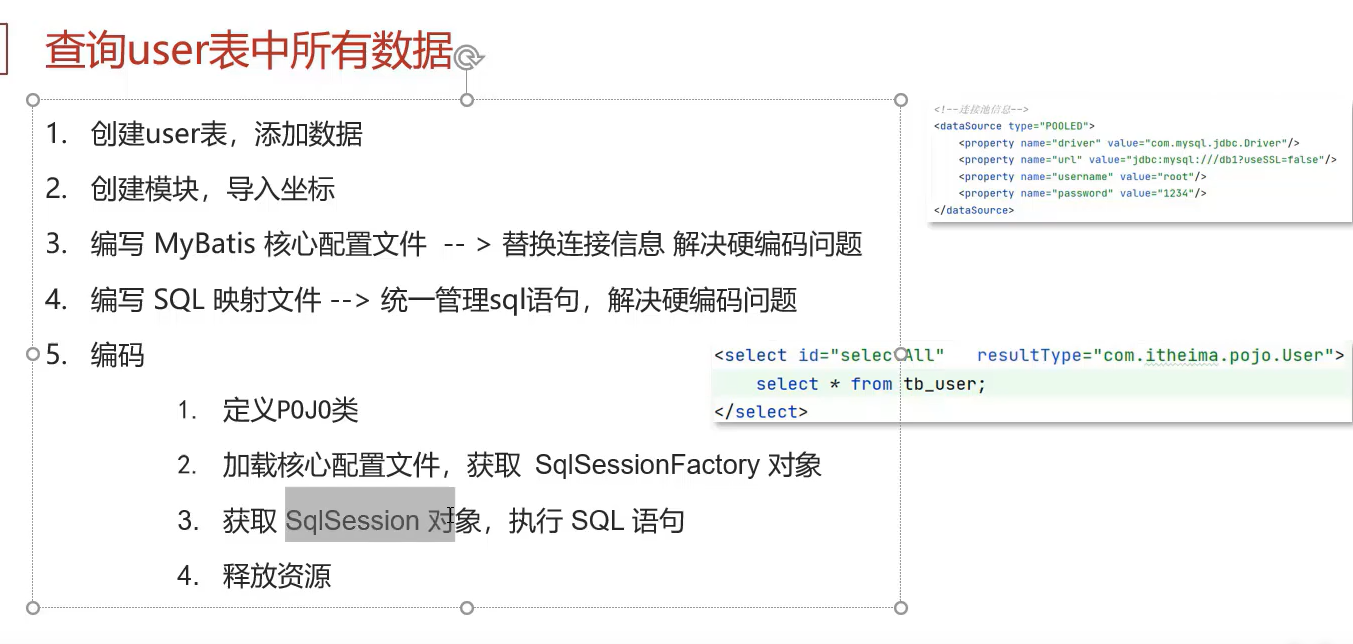 查询user表中所有数据
1. 创建user表，添加数据
2. 创建模块，导入坐标
3. 编写 MyBatis 核心配置文件 -- > 替换连接信息 解决硬编码问题
4. 编写 SQL 映射文件 --> 统一管理sql语句，解决硬编码问题
5. 编码
1. 定义POJO类
2. 加载核心配置文件，获取 SqlSessionFactory 对象
3. 获取 SqlSession 对象，执行 SQL 语句
4. 释放资源
<!--连接地信息-->
<dataSource type="POOLED">
<property name="driver" value="com.mysql.jdbc.Driver"/>
<property name="url" value="jdbc:mysql:///db1?useSSL=false"/>
<property name="username" value="root"/>
<property name="password" value="1234"/>
</dataSource>
<select id="selectAll" resultType="com.itheima.pojo.User">
select * from tb_user;
</select>